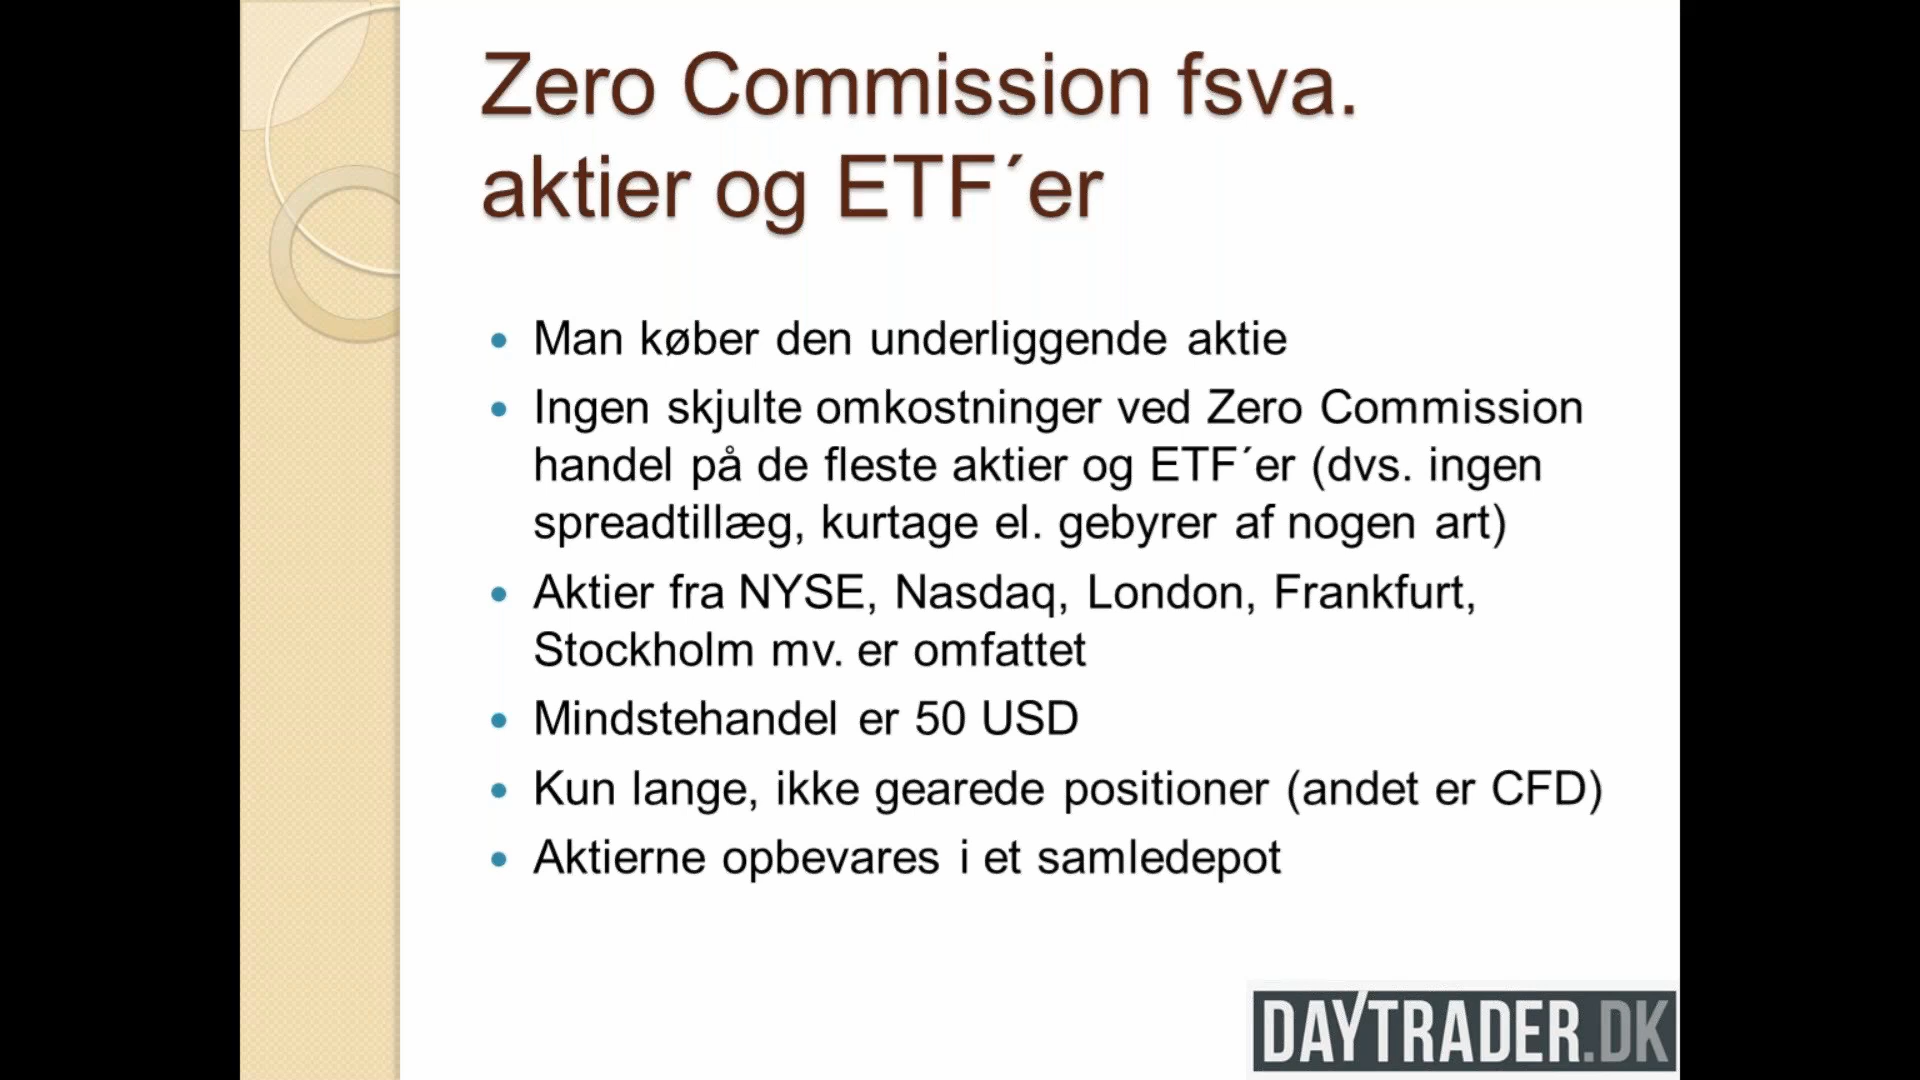 Zero Commission fsva.
aktier og ETF´er
• Man køber den underliggende aktie
• Ingen skjulte omkostninger ved Zero Commission
handel på de fleste aktier og ETF´er (dvs. ingen
spreadtillæg, kurtage el. gebyrer af nogen art)
• Aktier fra NYSE, Nasdaq, London, Frankfurt,
Stockholm mv. er omfattet
• Mindstehandel er 50 USD
• Kun lange, ikke gearede positioner (andet er CFD)
• Aktierne opbevares i et samledepot
DAYTRADER.DK